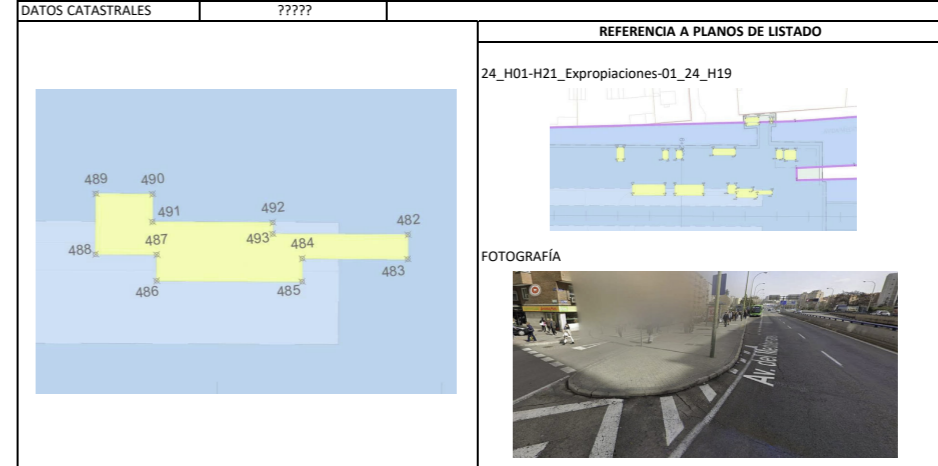 DATOS CATASTRALES ?????
REFERENCIA A PLANOS DE LISTADO
24_H01-H21_Expropiaciones-01_24_H19
489 490
491 492
482
493
488 487 484
483
486 485
FOTOGRAFÍA
Av. del Me